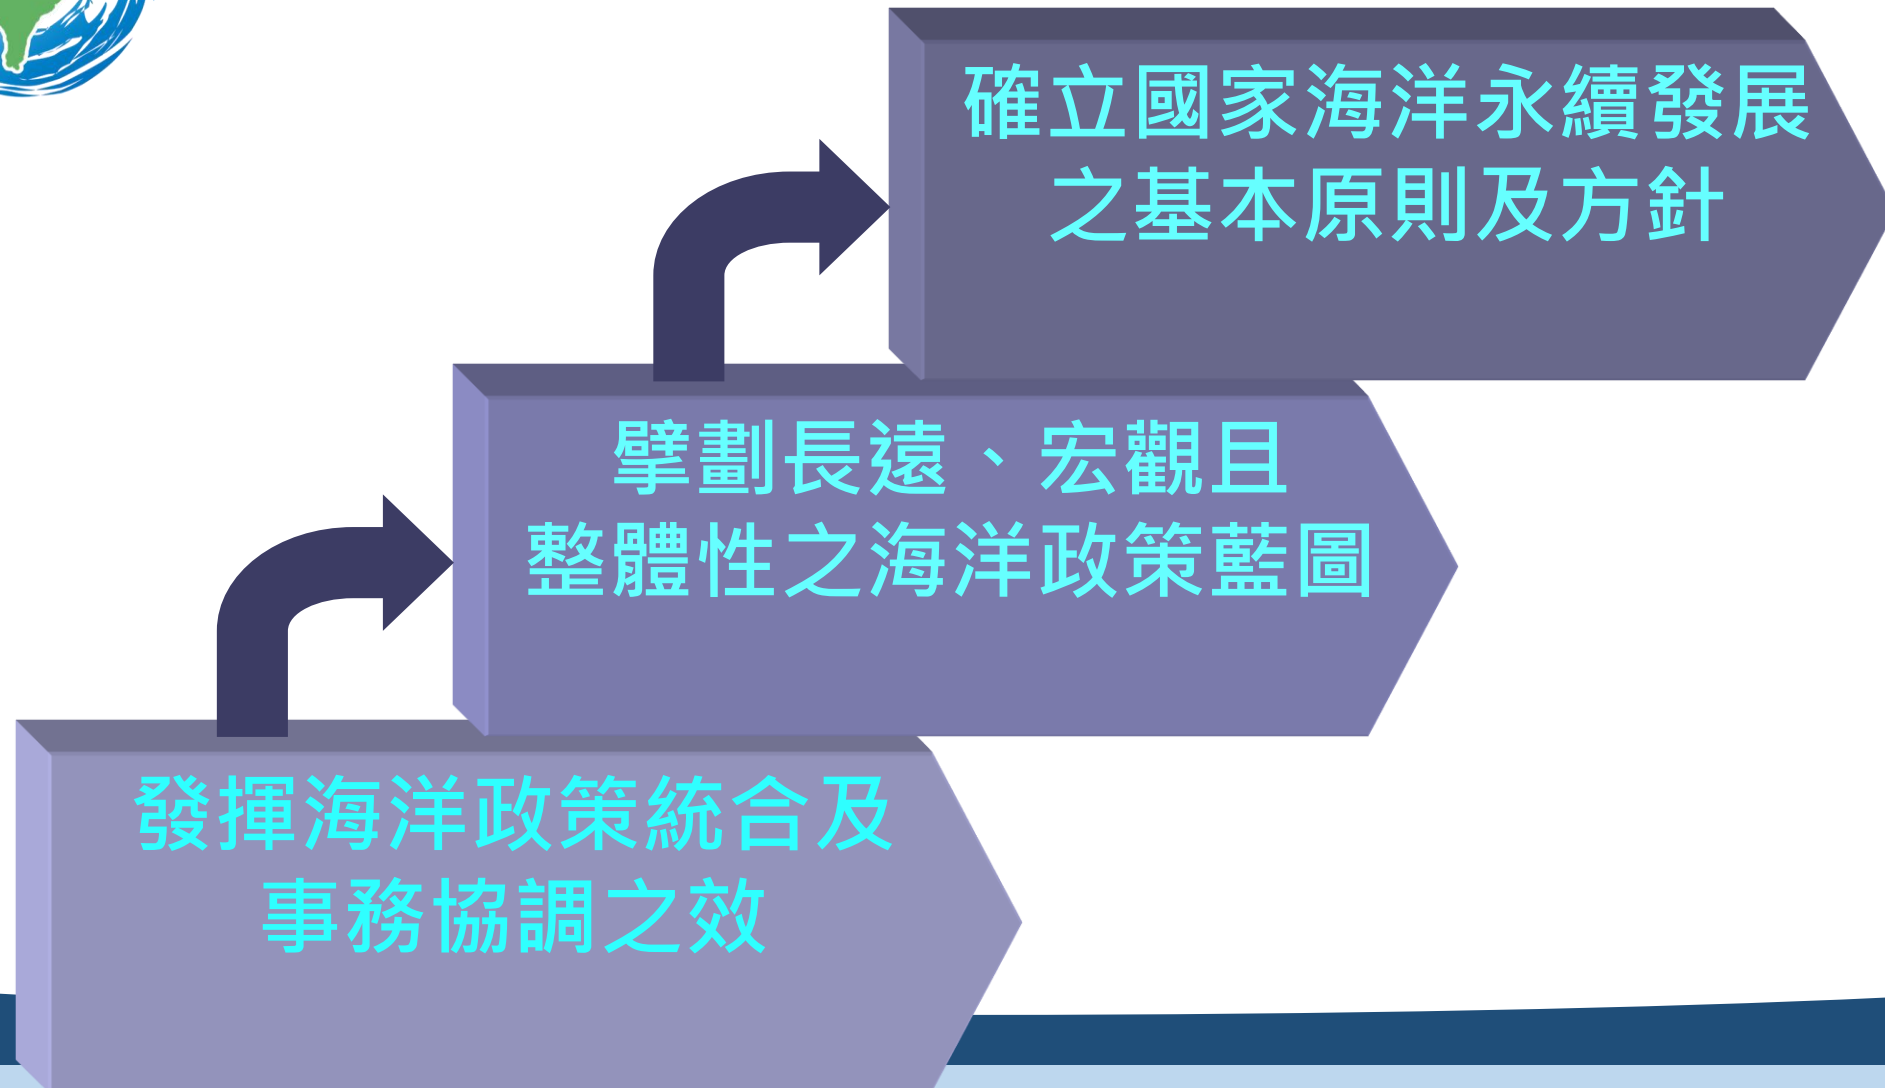 確立國家海洋永續發展
之基本原則及方針
擘劃長遠、宏觀且
整體性之海洋政策藍圖
發揮海洋政策統合及
事務協調之效